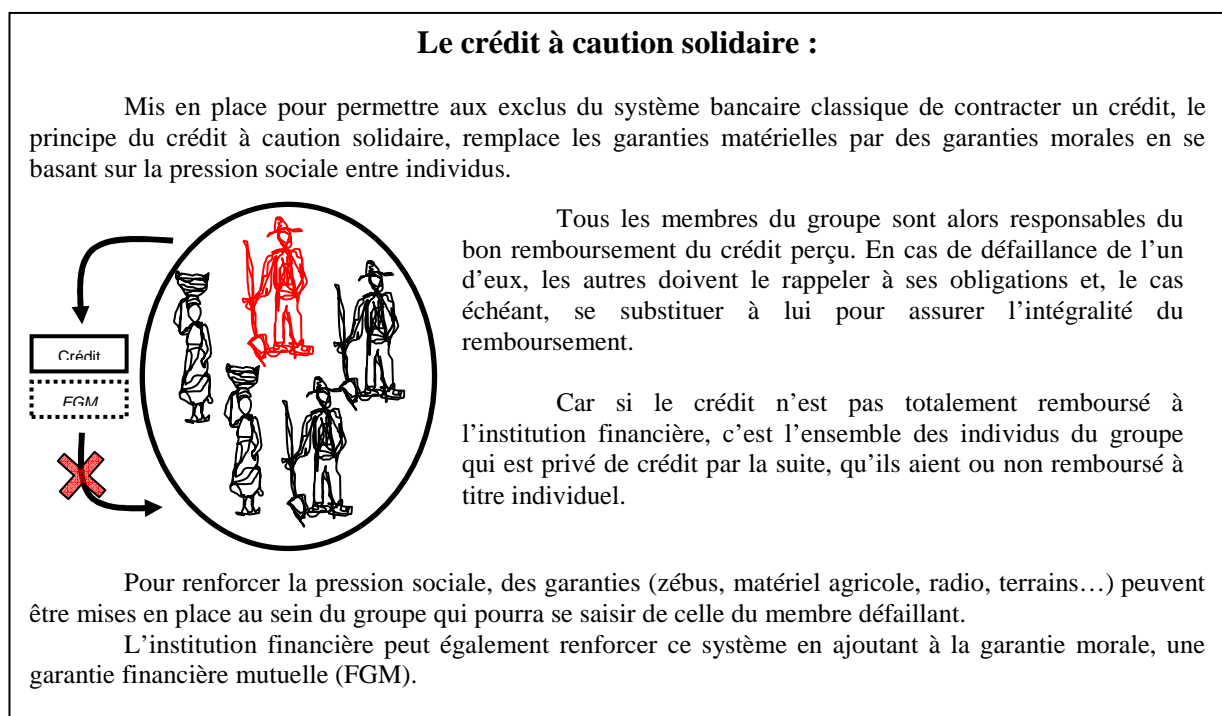 Le crédit à caution solidaire :
Mis en place pour permettre aux exclus du système bancaire classique de contracter un crédit, le
principe du crédit à caution solidaire, remplace les garanties matérielles par des garanties morales en se
basant sur la pression sociale entre individus.
Tous les membres du groupe sont alors responsables du
bon remboursement du crédit perçu. En cas de défaillance de l’un
d’eux, les autres doivent le rappeler à ses obligations et, le cas
échéant, se substituer à lui pour assurer l’intégralité du
remboursement.
Crédit
FGM
Car si le crédit n’est pas totalement remboursé à
l’institution financière, c’est l’ensemble des individus du groupe
qui est privé de crédit par la suite, qu’ils aient ou non remboursé à
titre individuel.
Pour renforcer la pression sociale, des garanties (zébus, matériel agricole, radio, terrains…) peuvent
être mises en place au sein du groupe qui pourra se saisir de celle du membre défaillant.
L’institution financière peut également renforcer ce système en ajoutant à la garantie morale, une
garantie financière mutuelle (FGM).